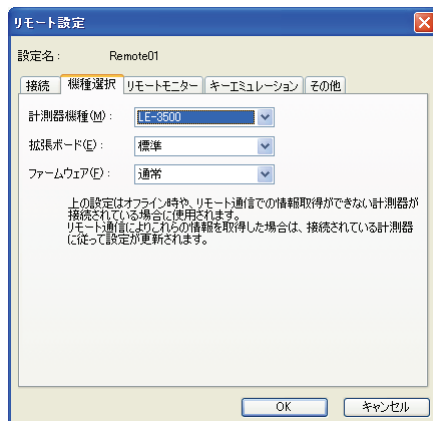 リモート設定
設定名： Remote01
接続 機種選択 リモートモニター キーエミュレーション その他
計測器機種(M)： LE-3500
拡張ボード(E)： 標準
ファームウェア(F)： 通常
上の設定はオフライン時や、リモート通信での情報取得ができない計測器が
接続されている場合に使用されます。
リモート通信によりこれらの情報を取得した場合は、接続されている計測器
に従って設定が更新されます。
OK キャンセル